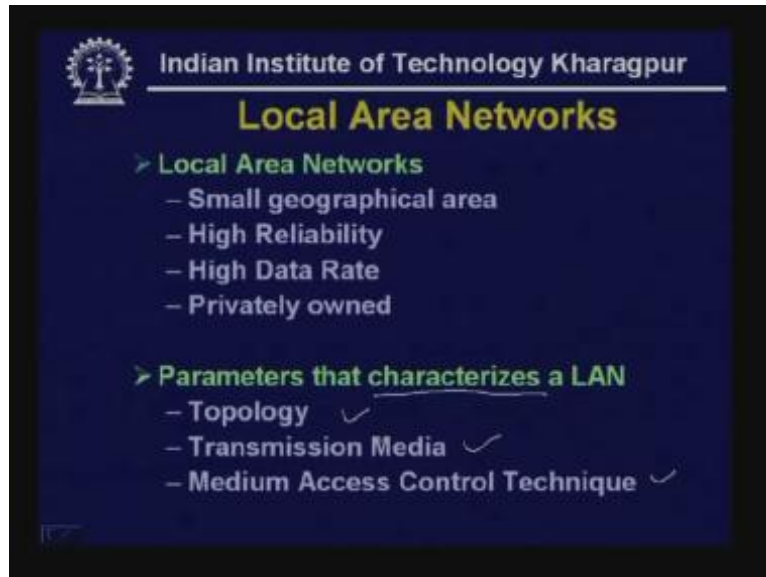 Indian Institute of Technology Kharagpur
Local Area Networks
➢ Local Area Networks
– Small geographical area
– High Reliability
– High Data Rate
– Privately owned
➢ Parameters that characterizes a LAN
– Topology
– Transmission Media
– Medium Access Control Technique